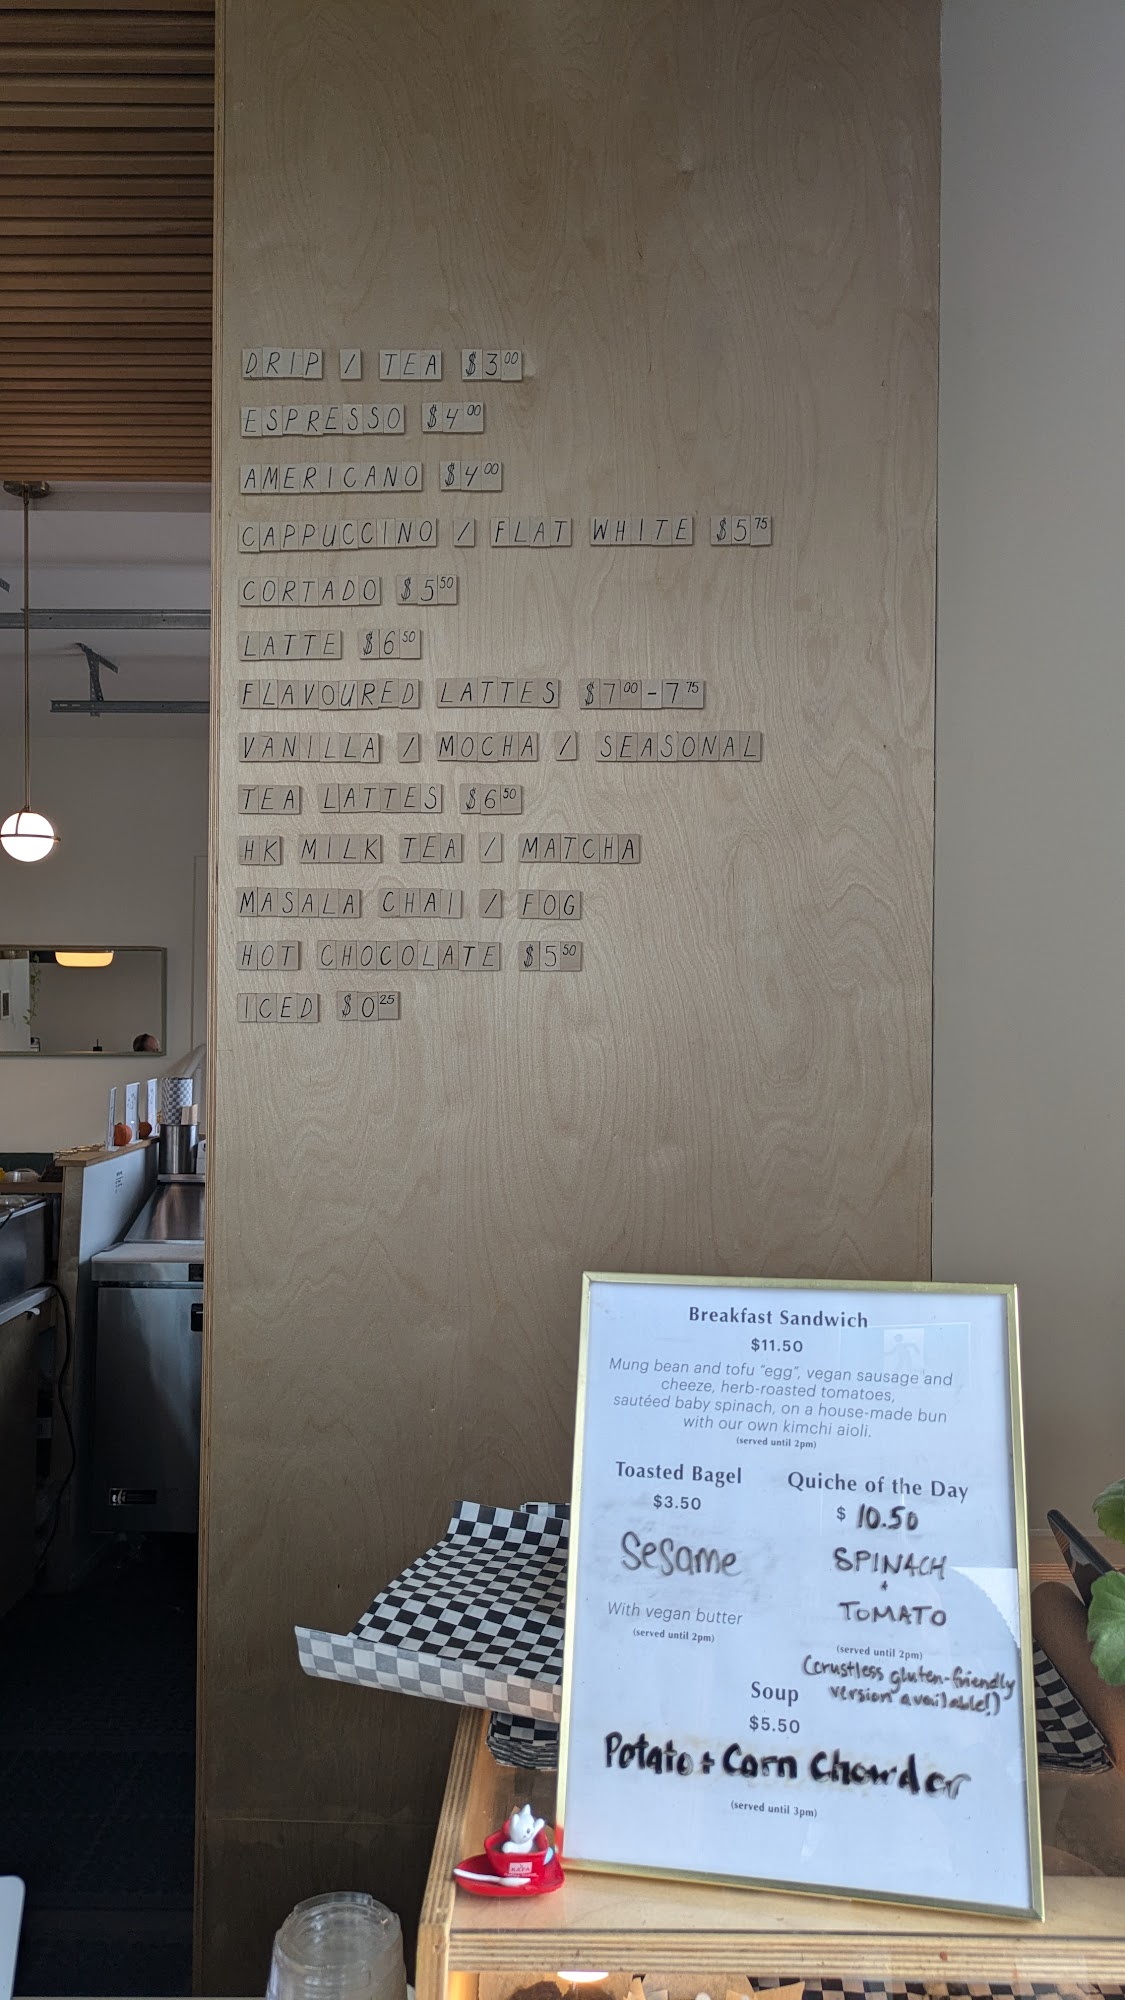 DRIP / TEA $3.00
ESPRESSO $4.00
AMERICANO $4.00
CAPPUCCINO / FLAT WHITE $5.75
CORTADO $5.50
LATTE $6.50
FLAVOURED LATTES $7.00-7.75
VANILLA / MOCHA / SEASONAL
TEA LATTES $6.50
HK MILK TEA / MATCHA
MASALA CHAI / FOG
HOT CHOCOLATE $5.50
ICED $0.25
Breakfast Sandwich
$11.50
Mung bean and tofu "egg", vegan sausage and
cheeze, herb-roasted tomatoes,
sautéed baby spinach, on a house-made bun
with our own kimchi aioli.
(served until 2pm)
Toasted Bagel
$3.50
Sesame
With vegan butter
(served until 2pm)
Quiche of the Day
$ 10.50
SPINACH
+
TOMATO
(served until 2pm)
(crustless gluten-friendly
version available!)
Soup
$5.50
Potato + Corn Chowder
(served until 3pm)